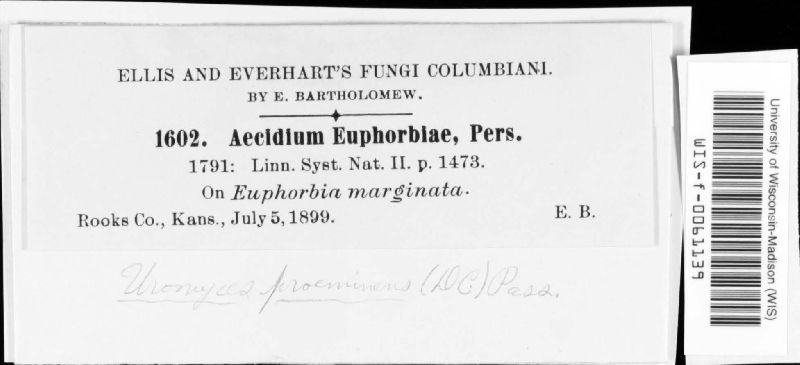 ELLIS AND EVERHART'S FUNGI COLUMBIANI.
BY E. BARTHOLOMEW.
1602. Aecidium Euphorbiae, Pers.
1791: Linn. Syst. Nat. II. p. 1473.
On Euphorbia marginata.
Rooks Co., Kans., July 5, 1899. E. B.
Uromyces proeminens (DC) Pass.
University of Wisconsin-Madison (WIS)
WIS-f-0061139